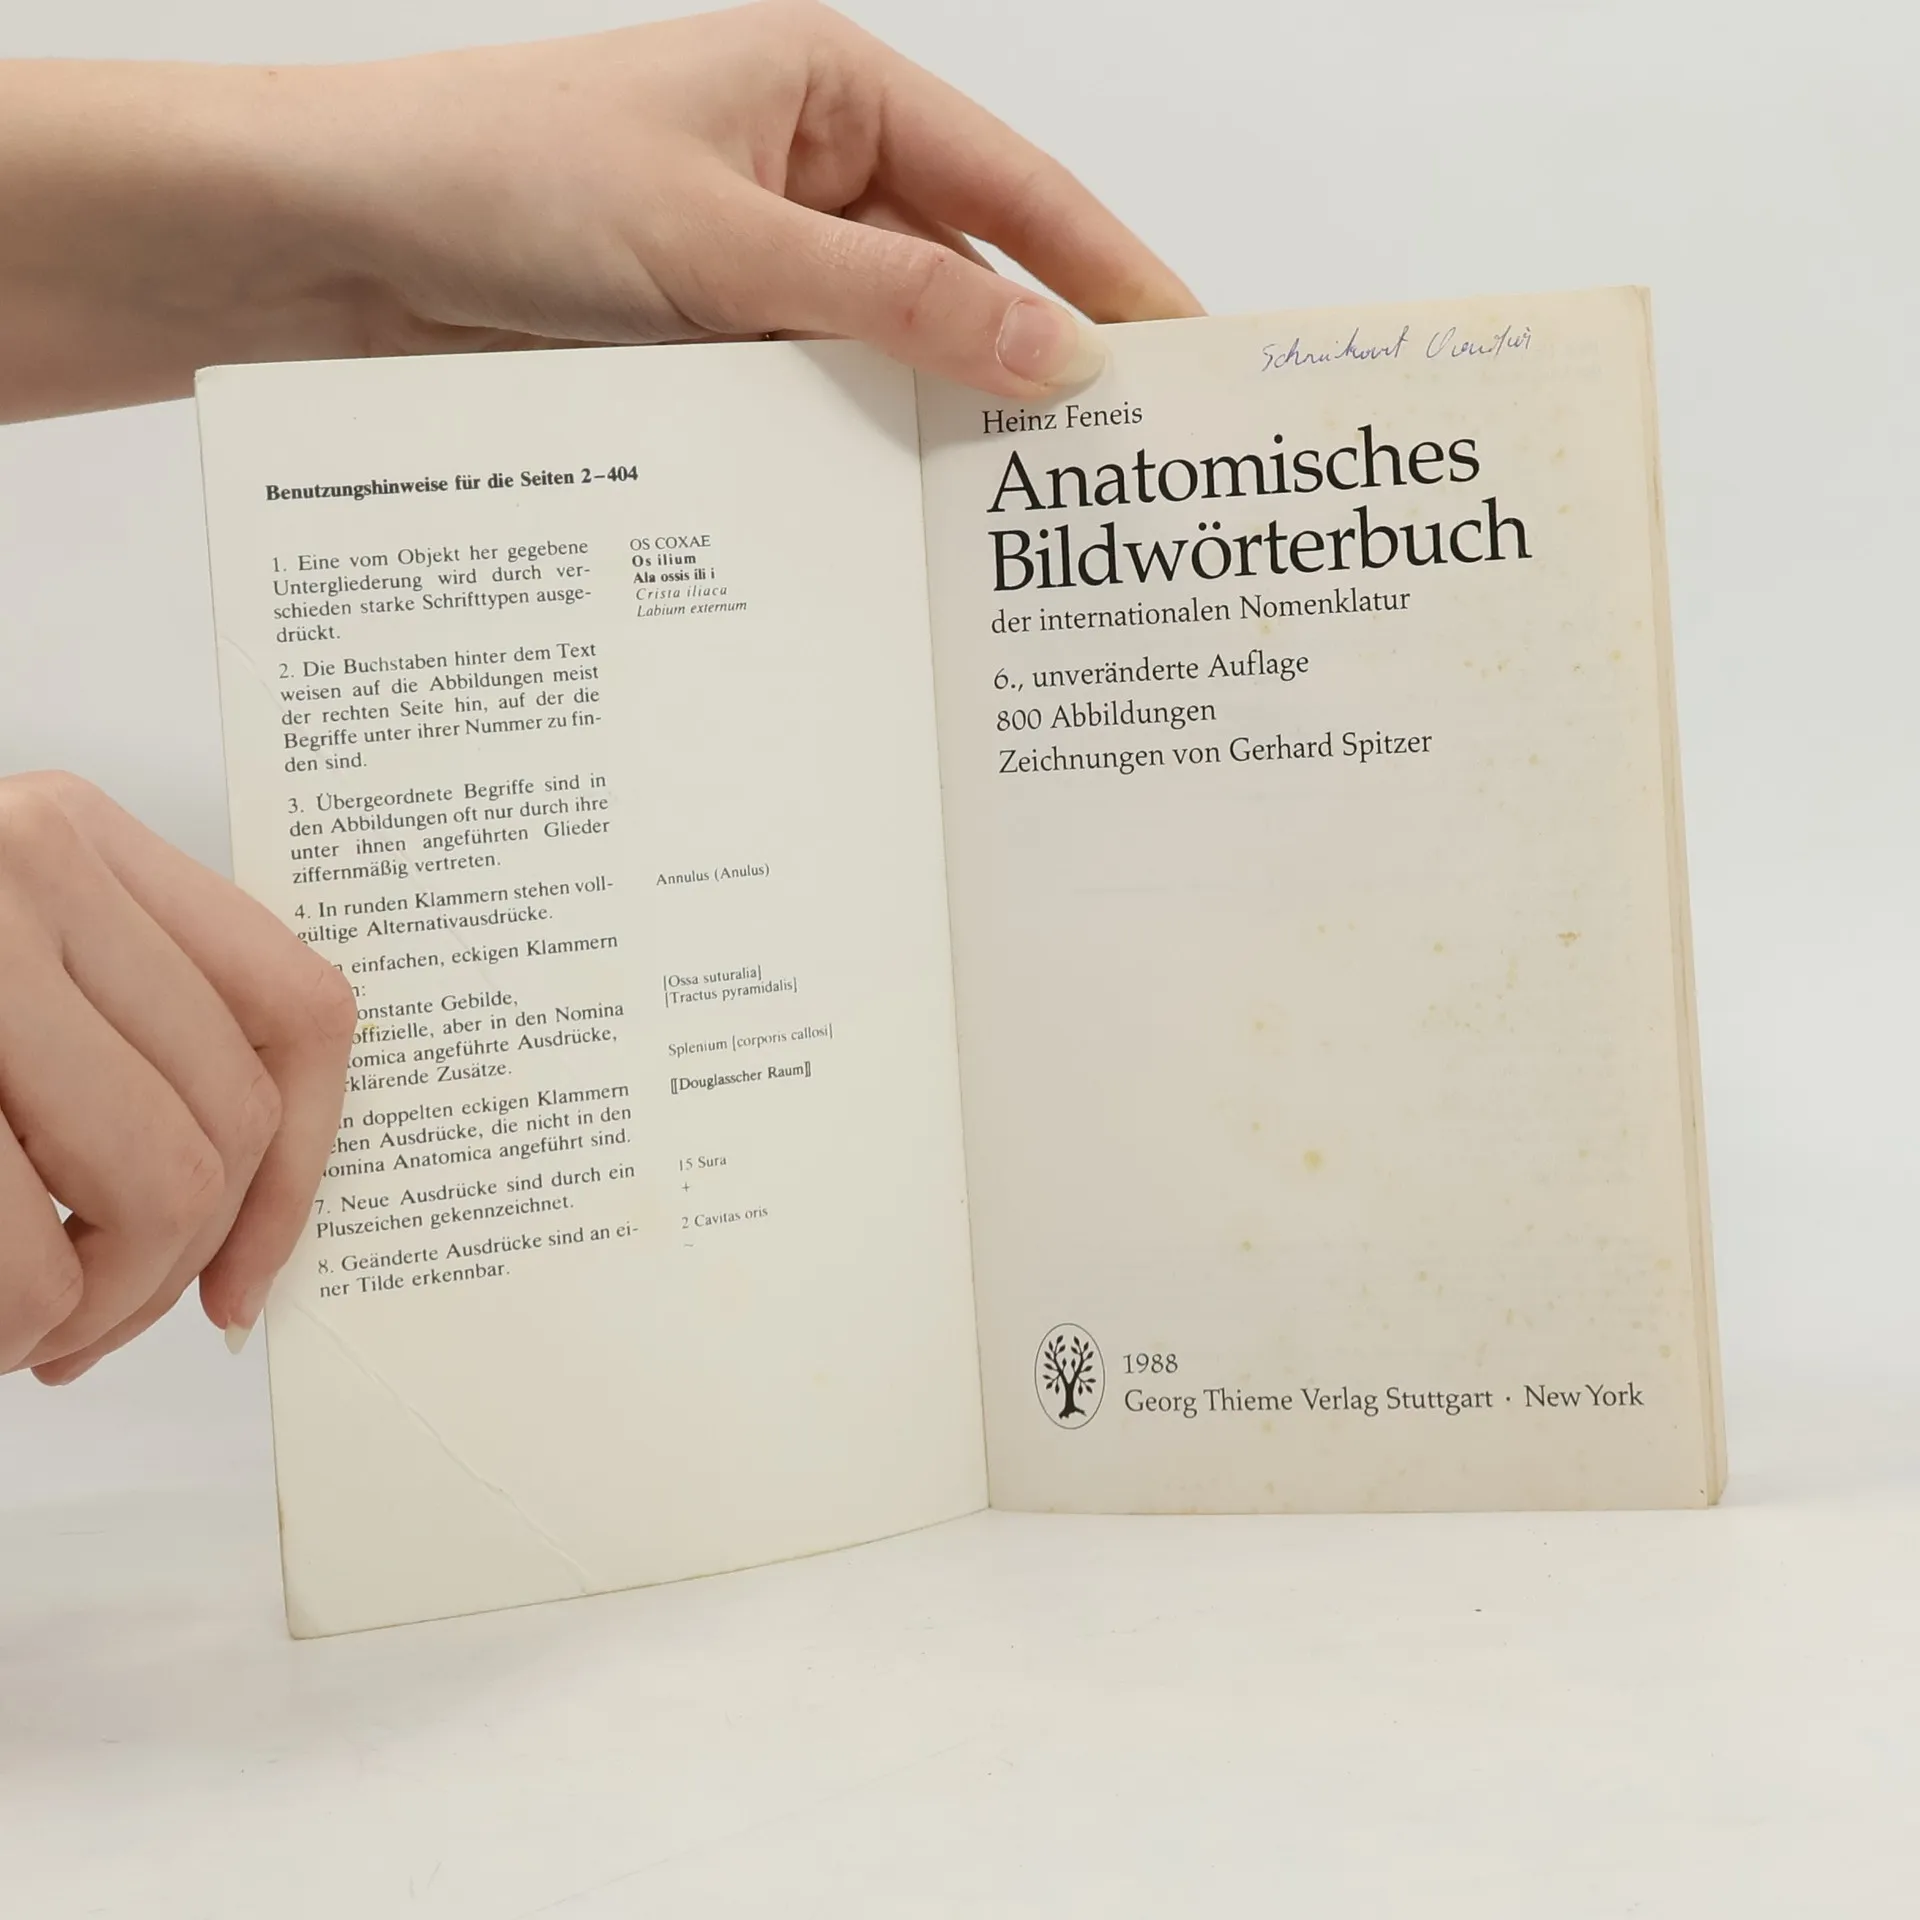 Benutzungshinweise für die Seiten 2–404
1. Eine vom Objekt her gegebene
Untergliederung wird durch ver-
schieden starke Schrifttypen ausge-
drückt.
OS COXAE
Os ilium
Ala ossis ili i
Crista iliaca
Labium externum
2. Die Buchstaben hinter dem Text
weisen auf die Abbildungen meist
der rechten Seite hin, auf der die
Begriffe unter ihrer Nummer zu fin-
den sind.
3. Übergeordnete Begriffe sind in
den Abbildungen oft nur durch ihre
unter ihnen angeführten Glieder
ziffernmäßig vertreten.
4. In runden Klammern stehen voll-
gültige Alternativausdrücke.
Annulus (Anulus)
einfachen, eckigen Klammern
onstante Gebilde,
offizielle, aber in den Nomina
omica angeführte Ausdrücke,
klärende Zusätze.
[Ossa suturalia]
[Tractus pyramidalis]
Splenium [corporis callosi]
n doppelten eckigen Klammern
hen Ausdrücke, die nicht in den
omina Anatomica angeführt sind.
[[Douglasscher Raum]]
7. Neue Ausdrücke sind durch ein
Pluszeichen gekennzeichnet.
15 Sura
+
8. Geänderte Ausdrücke sind an ei-
ner Tilde erkennbar.
2 Cavitas oris
~
Heinz Feneis
Anatomisches
Bildwörterbuch
der internationalen Nomenklatur
6., unveränderte Auflage
800 Abbildungen
Zeichnungen von Gerhard Spitzer
1988
Georg Thieme Verlag Stuttgart · New York